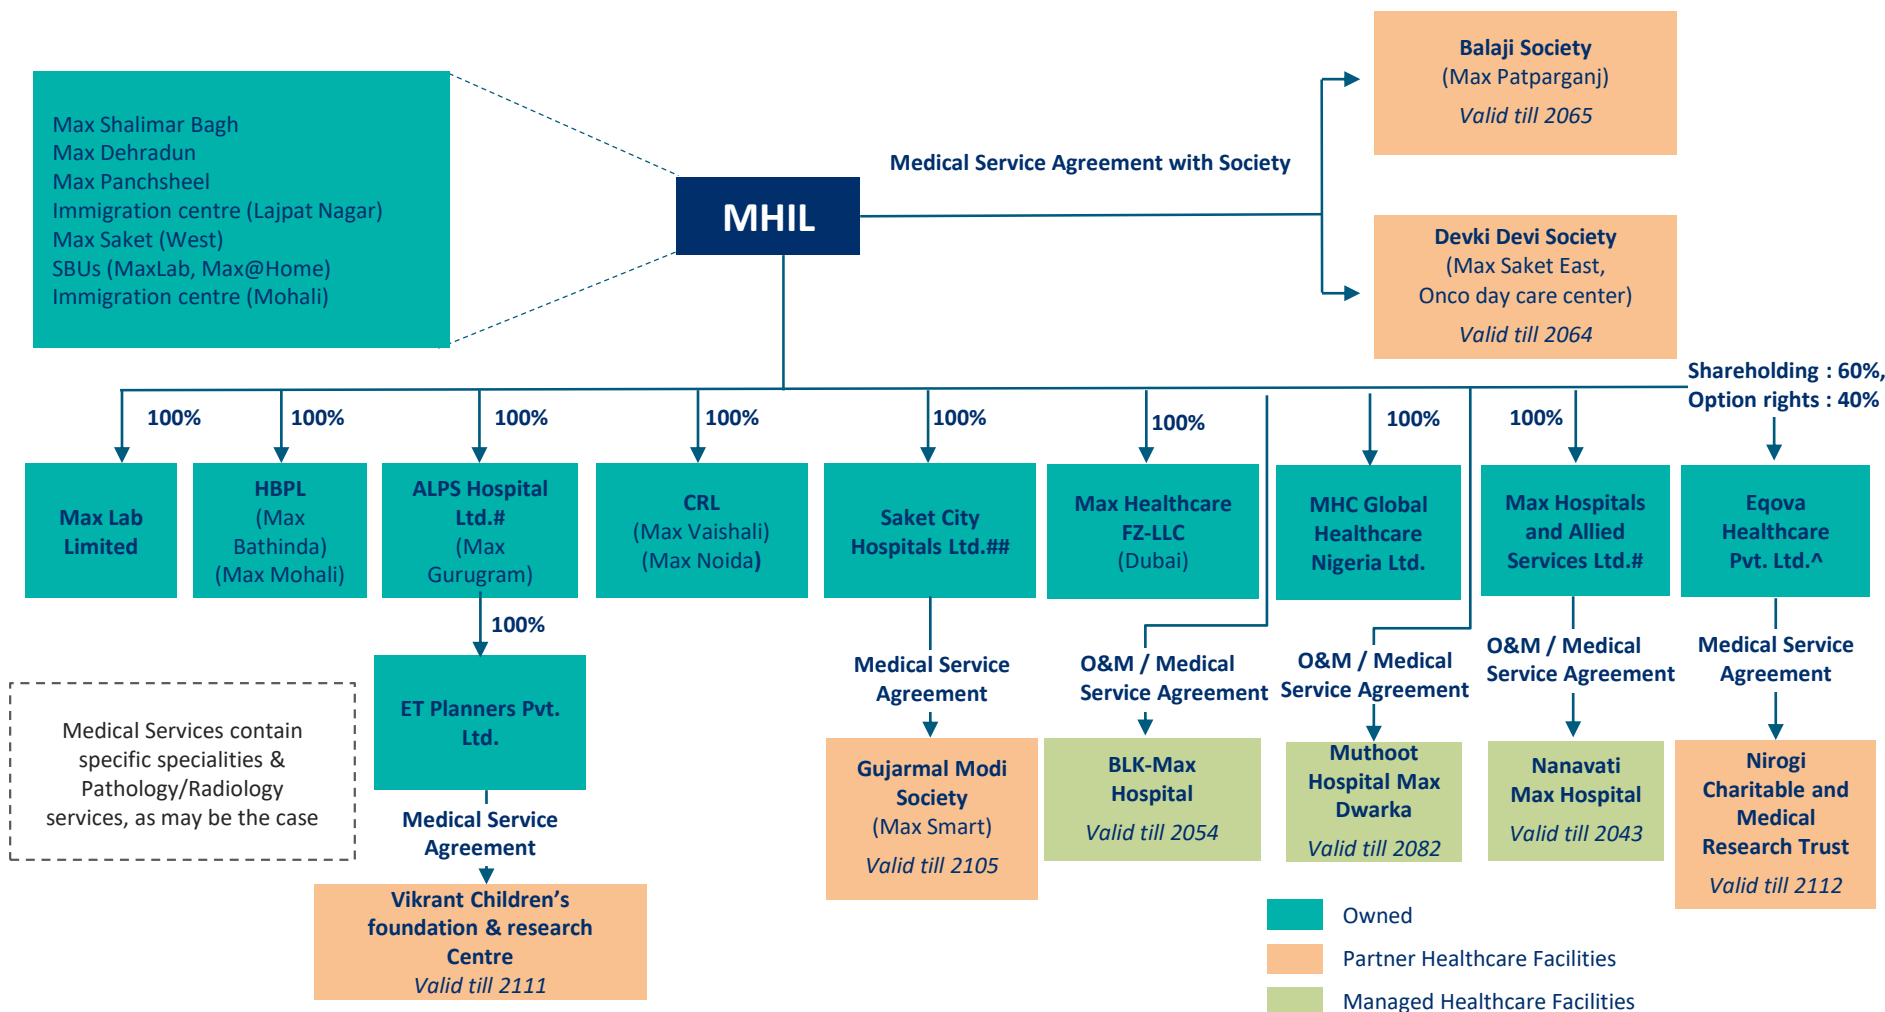 Balaji Society
(Max Patparganj)
Valid till 2065
Max Shalimar Bagh
Max Dehradun
Max Panchsheel
Immigration centre (Lajpat Nagar)
Max Saket (West)
SBUs (MaxLab, Max@Home)
Immigration centre (Mohali)
MHIL
Medical Service Agreement with Society
Devki Devi Society
(Max Saket East,
Onco day care center)
Valid till 2064
Shareholding : 60%,
Option rights : 40%
100%
100%
100%
100%
100%
100%
100%
100%
Max Lab
Limited
HBPL
(Max
Bathinda)
(Max Mohali)
ALPS Hospital
Ltd.#
(Max
Gurugram)
CRL
(Max Vaishali)
(Max Noida)
Saket City
Hospitals Ltd.##
Max Healthcare
FZ-LLC
(Dubai)
MHC Global
Healthcare
Nigeria Ltd.
Max Hospitals
and Allied
Services Ltd.#
Eqova
Healthcare
Pvt. Ltd.^
100%
ET Planners Pvt.
Ltd.
Medical Service
Agreement
Vikrant Children’s
foundation & research
Centre
Valid till 2111
Medical Service
Agreement
Gujarmal Modi
Society
(Max Smart)
Valid till 2105
O&M / Medical
Service Agreement
BLK-Max
Hospital
Valid till 2054
O&M / Medical
Service Agreement
Muthoot
Hospital Max
Dwarka
Valid till 2082
O&M / Medical
Service Agreement
Nanavati
Max Hospital
Valid till 2043
Medical Service
Agreement
Nirogi
Charitable and
Medical
Research Trust
Valid till 2112
Medical Services contain
specific specialities &
Pathology/Radiology
services, as may be the case
Owned
Partner Healthcare Facilities
Managed Healthcare Facilities